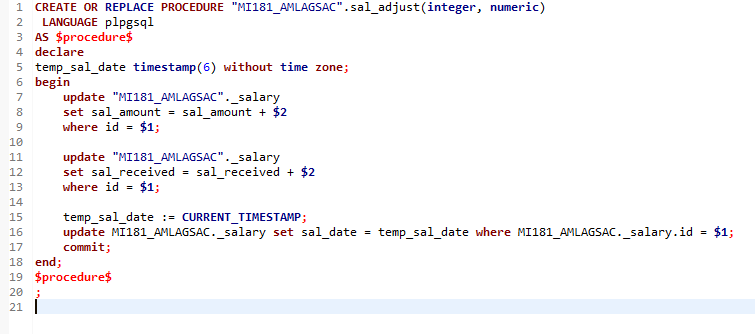 1 CREATE OR REPLACE PROCEDURE "MI181_AMLAGSAC".sal_adjust(integer, numeric)
2 LANGUAGE plpgsql
3 AS $procedure$
4 declare
5 temp_sal_date timestamp(6) without time zone;
6 begin
7 update "MI181_AMLAGSAC"._salary
8 set sal_amount = sal_amount + $2
9 where id = $1;
10
11 update "MI181_AMLAGSAC"._salary
12 set sal_received = sal_received + $2
13 where id = $1;
14
15 temp_sal_date := CURRENT_TIMESTAMP;
16 update MI181_AMLAGSAC._salary set sal_date = temp_sal_date where MI181_AMLAGSAC._salary.id = $1;
17 commit;
18 end;
19 $procedure$
20 ;
21